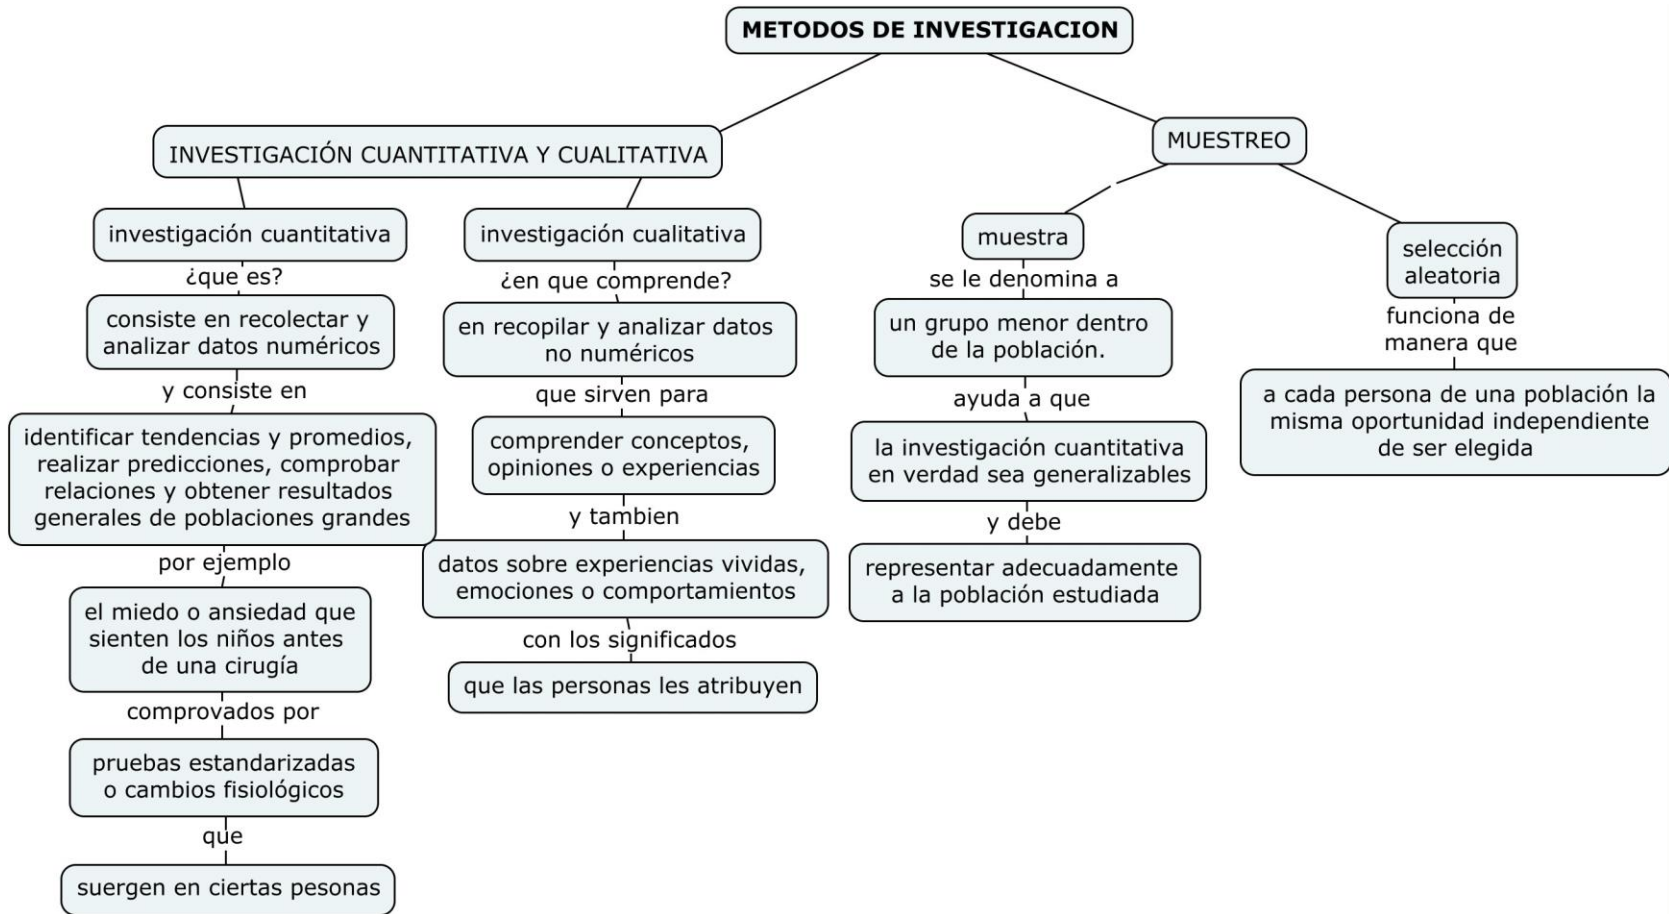 METODOS DE INVESTIGACION
INVESTIGACIÓN CUANTITATIVA Y CUALITATIVA
investigación cuantitativa
¿que es?
consiste en recolectar y
analizar datos numéricos
y consiste en
identificar tendencias y promedios,
realizar predicciones, comprobar
relaciones y obtener resultados
generales de poblaciones grandes
por ejemplo
el miedo o ansiedad que
sienten los niños antes
de una cirugía
comprovados por
pruebas estandarizadas
o cambios fisiológicos
que
suergen en ciertas pesonas
investigación cualitativa
¿en que comprende?
en recopilar y analizar datos
no numéricos
que sirven para
comprender conceptos,
opiniones o experiencias
y tambien
datos sobre experiencias vividas,
emociones o comportamientos
con los significados
que las personas les atribuyen
MUESTREO
muestra
se le denomina a
un grupo menor dentro
de la población.
ayuda a que
la investigación cuantitativa
en verdad sea generalizables
y debe
representar adecuadamente
a la población estudiada
selección
aleatoria
funciona de
manera que
a cada persona de una población la
misma oportunidad independiente
de ser elegida